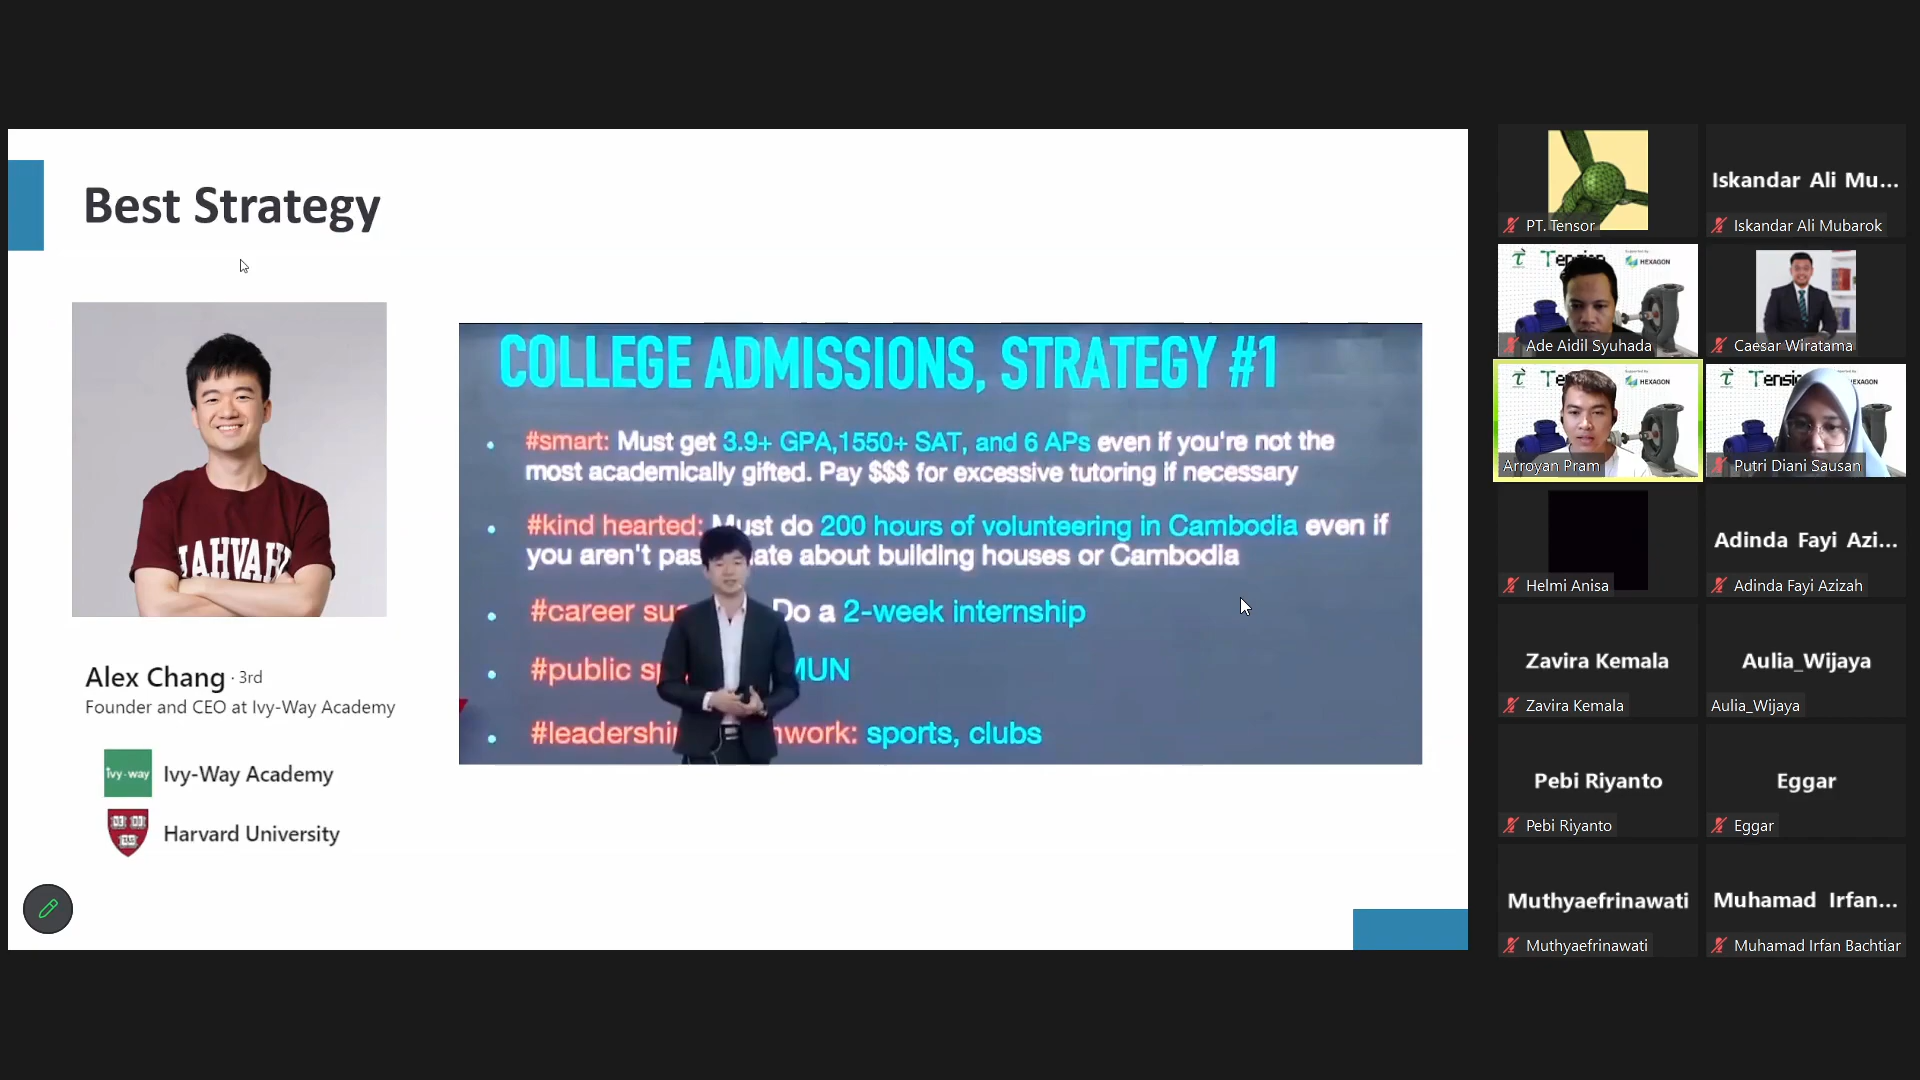 Best Strategy
COLLEGE ADMISSIONS, STRATEGY #1
#smart: Must get 3.9+ GPA,1550+ SAT, and 6 APs even if you're not the
most academically gifted. Pay $$$ for excessive tutoring if necessary
#kind hearted: Must do 200 hours of volunteering in Cambodia even if
you aren't about building houses or Cambodia
#career Do a 2-week internship
#public MUN
sports, clubs
AHVAH
Alex Chang · 3rd
Founder and CEO at Ivy-Way Academy
ivy-way
Ivy-Way Academy
Harvard University
PT. Tensor
Iskandar Ali Mu...
Iskandar Ali Mubarok
HEXAGON
Ade Aidil Syuhada
Caesar Wiratama
HEXAGON
Arroyan Pram
Putri Diani Sausan
Helmi Anisa
Adinda Fayi Azi...
Adinda Fayi Azizah
Zavira Kemala
Zavira Kemala
Aulia_Wijaya
Aulia_Wijaya
Pebi Riyanto
Pebi Riyanto
Eggar
Eggar
Muthyaefrinawati
Muthyaefrinawati
Muhamad Irfan...
Muhamad Irfan Bachtiar